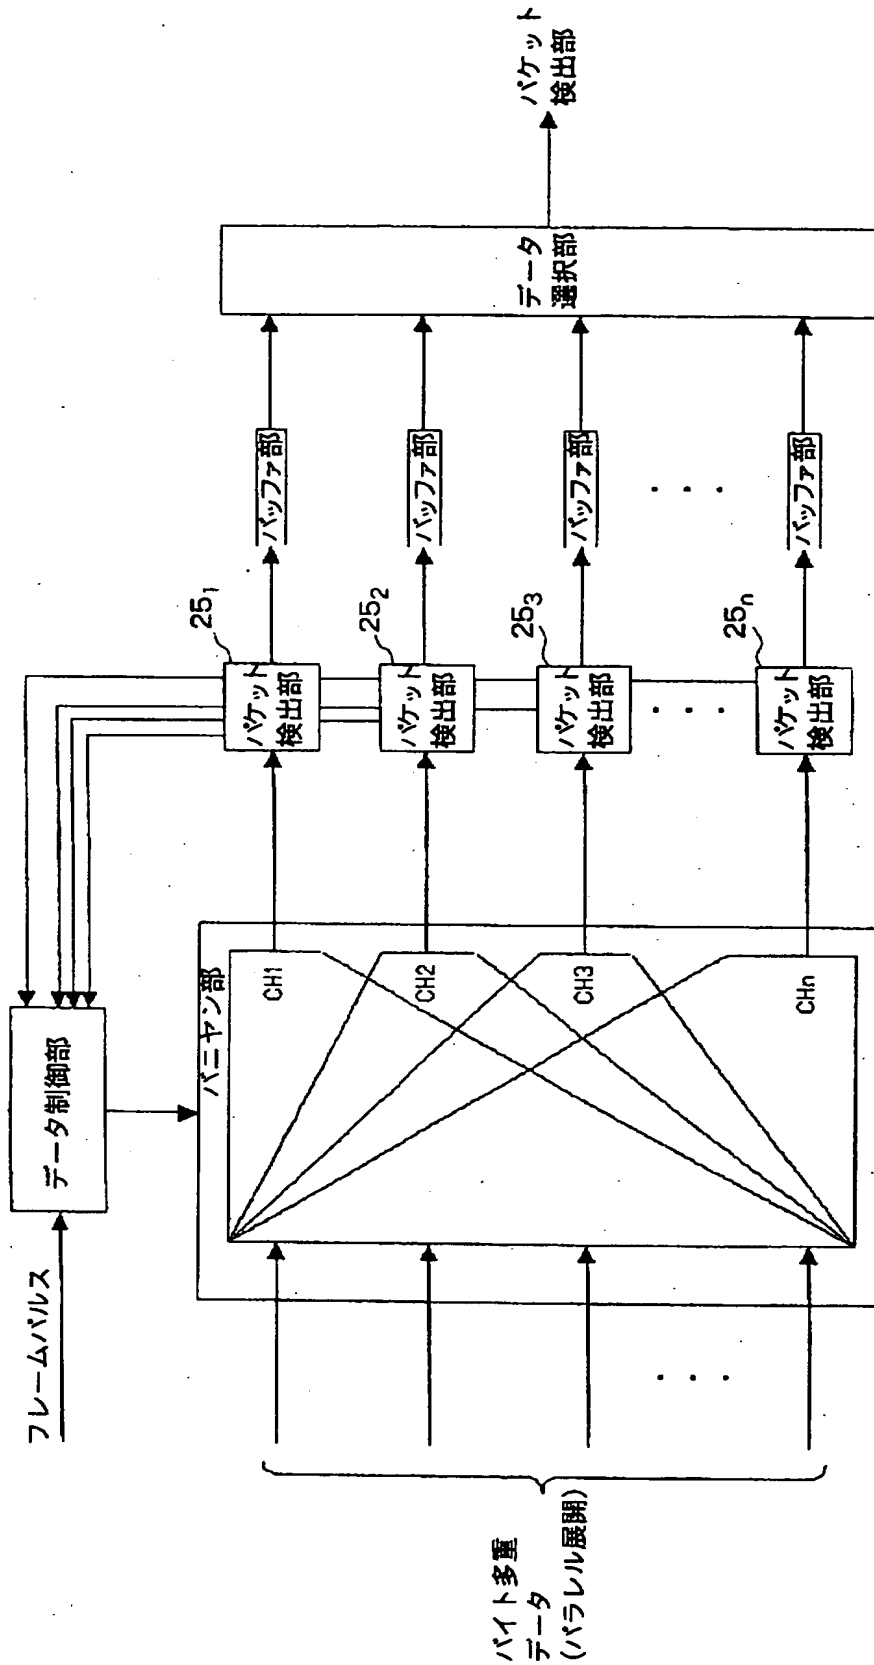 フレームパルス
データ制御部
バイト多重
データ
(パラレル展開)
バニヤン部
CH1
CH2
CH3
CHn
25₁
パケット
検出部
25₂
パケット
検出部
25₃
パケット
検出部
25n
パケット
検出部
バッファ部
バッファ部
バッファ部
バッファ部
データ
選択部
パケット
検出部